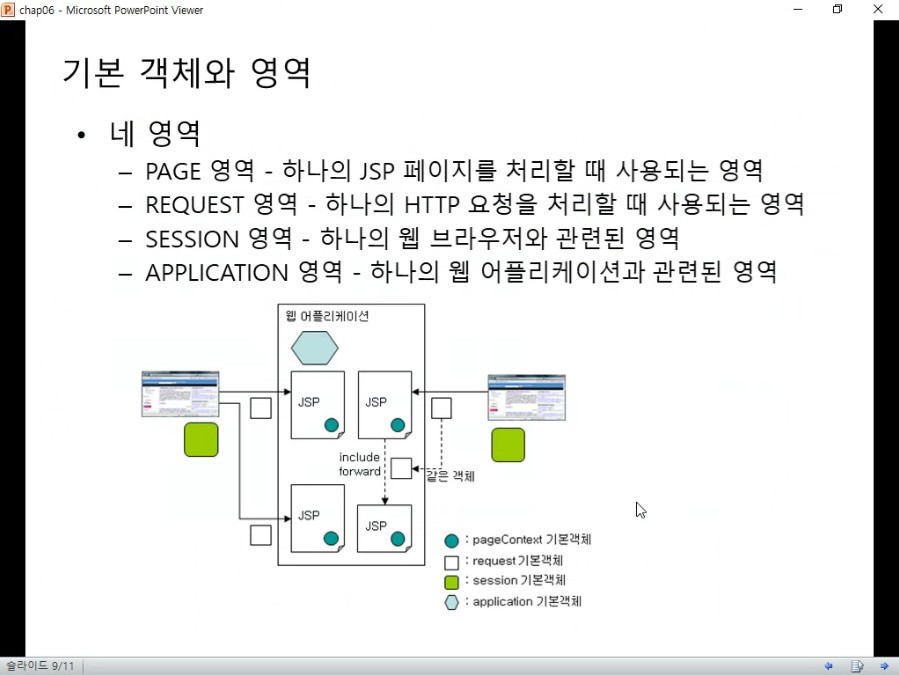 chap06 - Microsoft PowerPoint Viewer
기본 객체와 영역
• 네 영역
– PAGE 영역 - 하나의 JSP 페이지를 처리할 때 사용되는 영역
– REQUEST 영역 - 하나의 HTTP 요청을 처리할 때 사용되는 영역
– SESSION 영역 - 하나의 웹 브라우저와 관련된 영역
– APPLICATION 영역 - 하나의 웹 어플리케이션과 관련된 영역
웹 어플리케이션
JSP
JSP
include
forward
같은 객체
JSP
JSP
: pageContext 기본객체
: request 기본객체
: session 기본객체
: application 기본객체
슬라이드 9/11